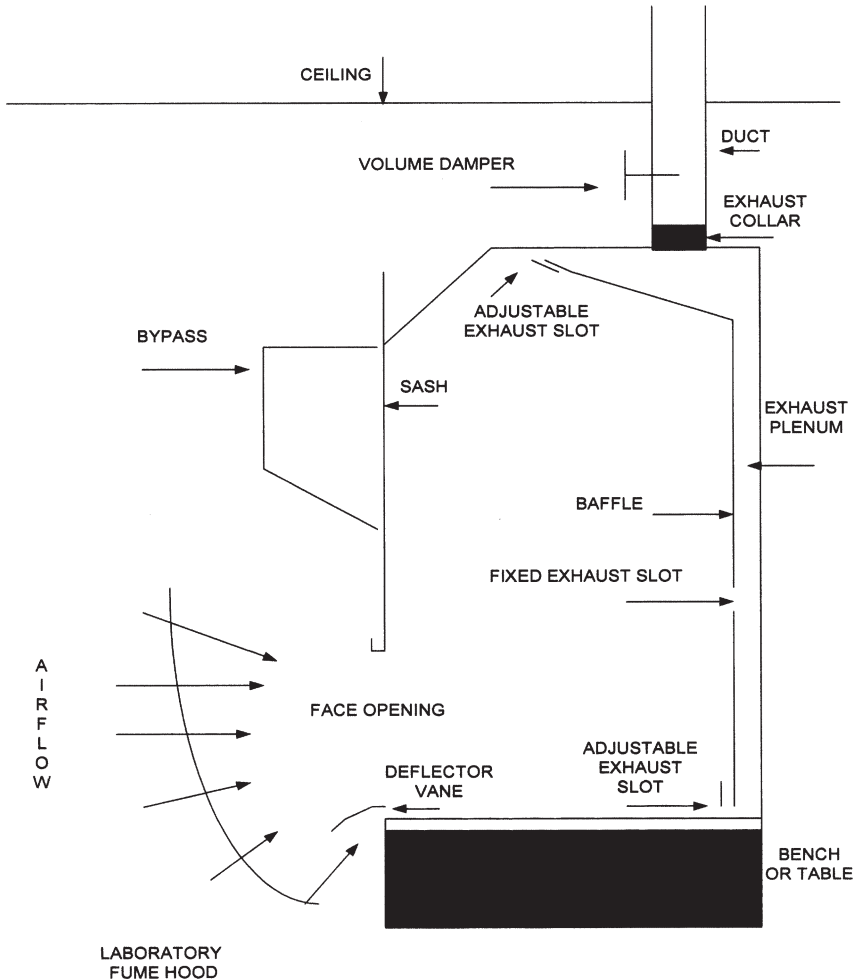 CEILING
DUCT
VOLUME DAMPER
EXHAUST
COLLAR
ADJUSTABLE
EXHAUST SLOT
BYPASS
SASH
EXHAUST
PLENUM
BAFFLE
FIXED EXHAUST SLOT
AIRFLOW
FACE OPENING
ADJUSTABLE
EXHAUST
SLOT
DEFLECTOR
VANE
BENCH
OR TABLE
LABORATORY
FUME HOOD